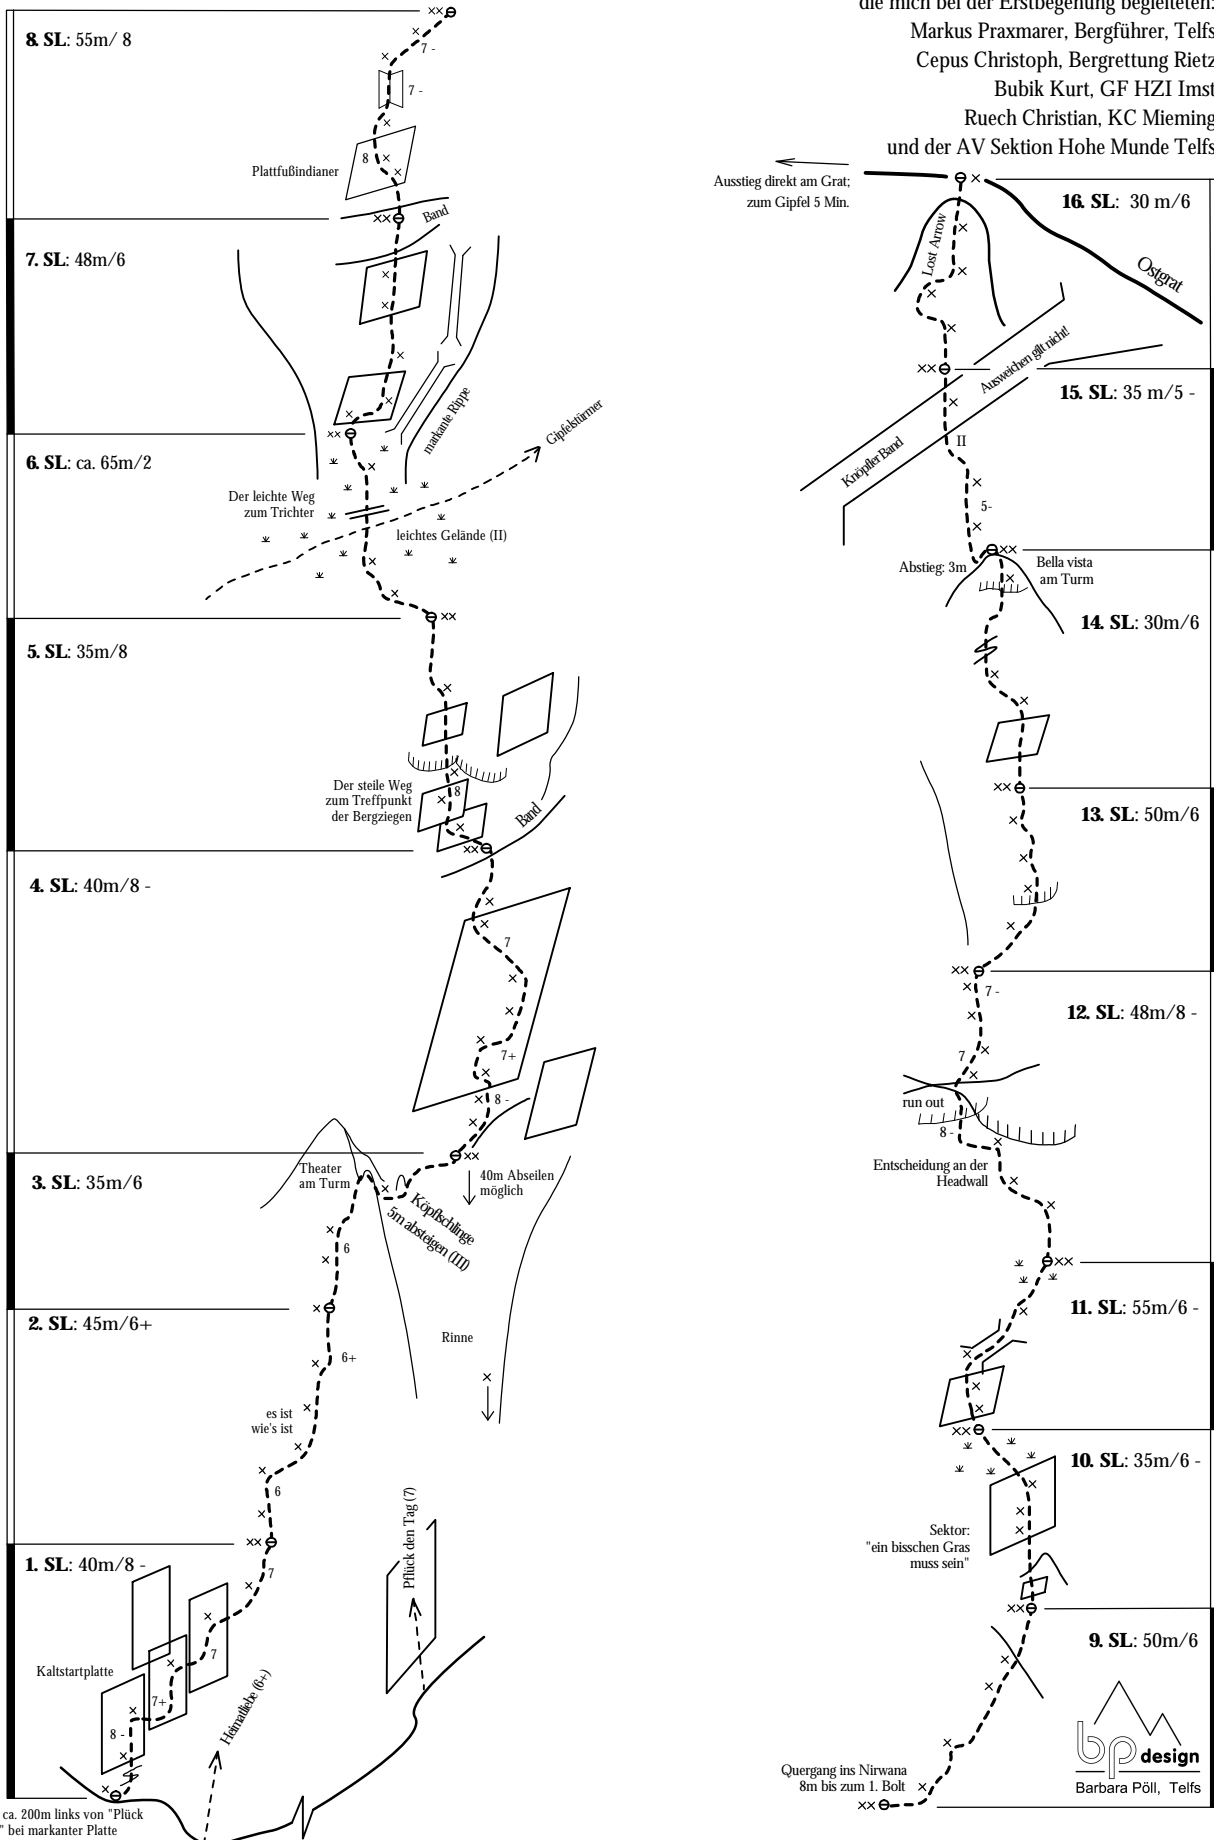 die mich bei der Erstbegehung begleiteten:
Markus Praxmarer, Bergführer, Telfs
Cepus Christoph, Bergrettung Rietz
Bubik Kurt, GF HZI Imst
Ruech Christian, KC Mieming
und der AV Sektion Hohe Munde Telfs
8. SL: 55m/ 8
7 -
7 -
8
Plattfußindianer
Band
7. SL: 48m/6
markante Rippe
Gipfelstürmer
6. SL: ca. 65m/2
Der leichte Weg
zum Trichter
leichtes Gelände (II)
5. SL: 35m/8
Der steile Weg
zum Treffpunkt
der Bergziegen
8
Band
4. SL: 40m/8 -
7
7+
8 -
3. SL: 35m/6
Theater
am Turm
40m Abseilen
möglich
Köpflschlinge
5m absteigen (III)
6
2. SL: 45m/6+
6+
Rinne
es ist
wie's ist
6
1. SL: 40m/8 -
7
Pflück den Tag (7)
7
Kaltstartplatte
7+
8 -
Heimatliebe (6+)
ca. 200m links von "Plück
" bei markanter Platte
Ausstieg direkt am Grat;
zum Gipfel 5 Min.
16. SL: 30 m/6
Lost Arrow
Ostgrat
Ausweichen gilt nicht!
15. SL: 35 m/5 -
Knöpfler Band
II
5-
Abstieg: 3m
Bella vista
am Turm
14. SL: 30m/6
13. SL: 50m/6
7 -
12. SL: 48m/8 -
7
run out
8 -
Entscheidung an der
Headwall
11. SL: 55m/6 -
10. SL: 35m/6 -
Sektor:
"ein bisschen Gras
muss sein"
9. SL: 50m/6
Quergang ins Nirwana
8m bis zum 1. Bolt
bp design
Barbara Pöll, Telfs